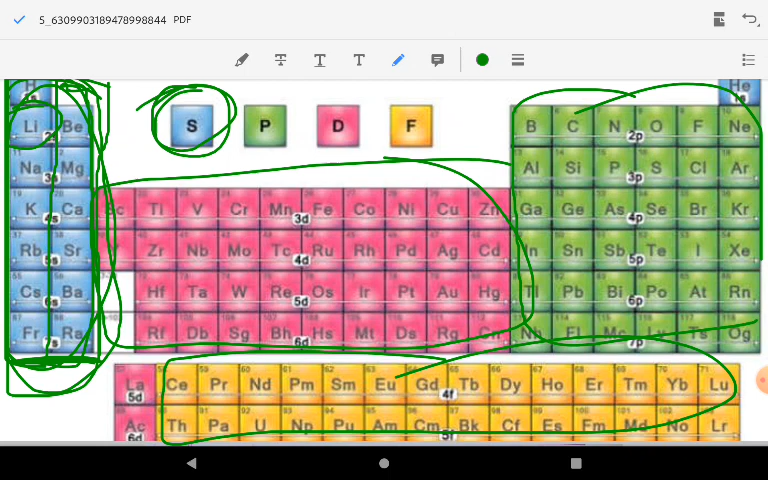 5_6309903189478998844 PDF
H He
1s 1s
S P D F
Li Be B C N O F Ne
2s 2p
Na Mg Al Si P S Cl Ar
3s 3p
K Ca Sc Ti V Cr Mn Fe Co Ni Cu Zn Ga Ge As Se Br Kr
4s 3d 4p
Rb Sr Y Zr Nb Mo Tc Ru Rh Pd Ag Cd In Sn Sb Te I Xe
5s 4d 5p
Cs Ba Hf Ta W Re Os Ir Pt Au Hg Tl Pb Bi Po At Rn
6s 5d 6p
Fr Ra Rf Db Sg Bh Hs Mt Ds Rg Cn Nh Fl Mc Lv Ts Og
7s 6d 7p
La Ce Pr Nd Pm Sm Eu Gd Tb Dy Ho Er Tm Yb Lu
5d 4f
Ac Th Pa U Np Pu Am Cm Bk Cf Es Fm Md No Lr
6d 5f